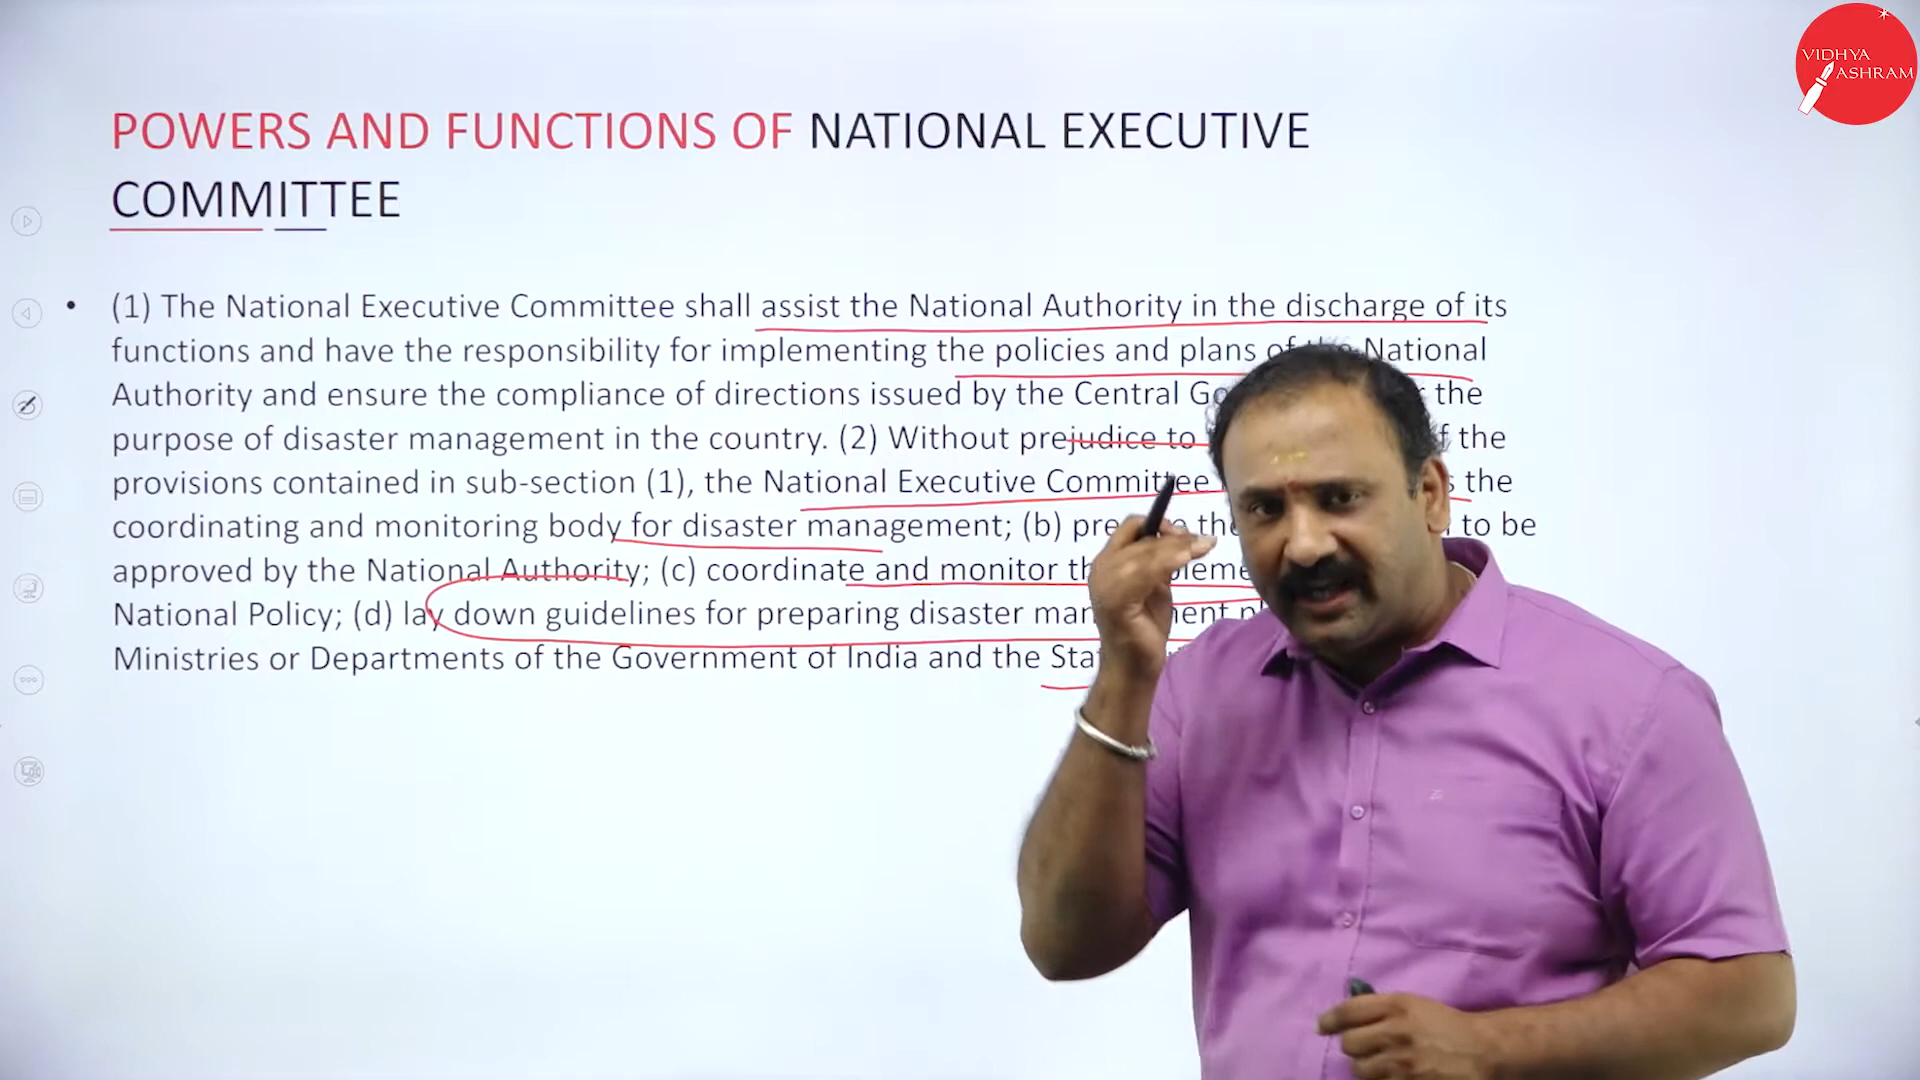 VIDHYA
ASHRAM
POWERS AND FUNCTIONS OF NATIONAL EXECUTIVE
COMMITTEE
• (1) The National Executive Committee shall assist the National Authority in the discharge of its
functions and have the responsibility for implementing the policies and plans of the National
Authority and ensure the compliance of directions issued by the Central the
purpose of disaster management in the country. (2) Without prejudice to the
provisions contained in sub-section (1), the National Executive Committee the
coordinating and monitoring body for disaster management; (b) the to be
approved by the National Authority; (c) coordinate and monitor
National Policy; (d) lay down guidelines for preparing disaster
Ministries or Departments of the Government of India and the